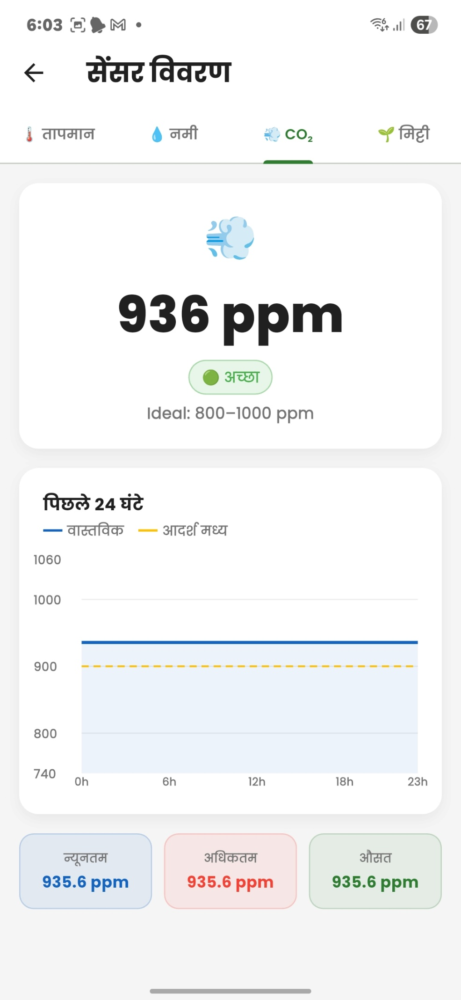 6:03
67
सेंसर विवरण
तापमान नमी CO₂ मिट्टी
936 ppm
अच्छा
Ideal: 800–1000 ppm
पिछले 24 घंटे
वास्तविक आदर्श मध्य
1060
1000
900
800
740
0h 6h 12h 18h 23h
न्यूनतम अधिकतम औसत
935.6 ppm 935.6 ppm 935.6 ppm